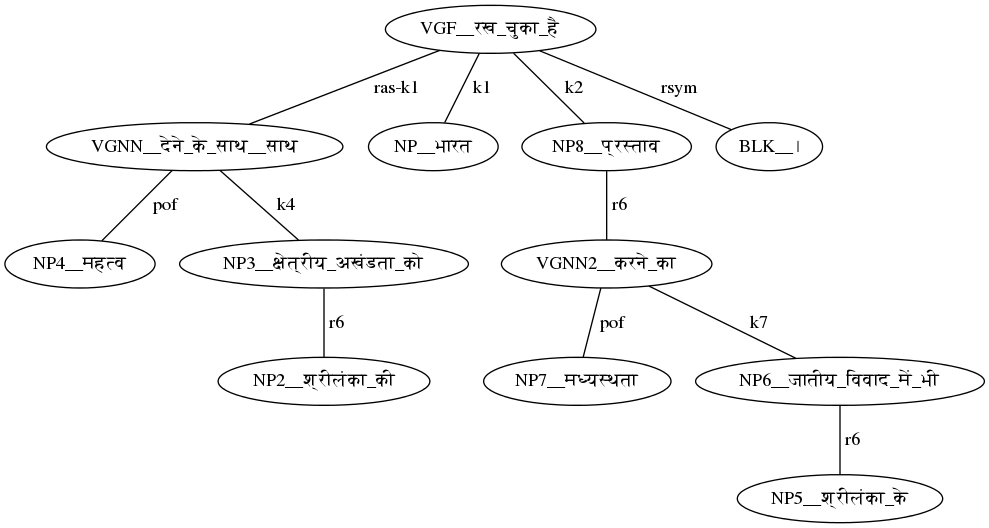 VGF__रख_चुका_है
ras-k1
k1
k2
rsym
VGNN__देने_के_साथ__साथ
NP__भारत
NP8__प्रस्ताव
BLK__।
pof
k4
r6
NP4__महत्व
NP3__क्षेत्रीय_अखंडता_को
VGNN2__करने_का
r6
pof
k7
NP2__श्रीलंका_की
NP7__मध्यस्थता
NP6__जातीय_विवाद_में_भी
r6
NP5__श्रीलंका_के